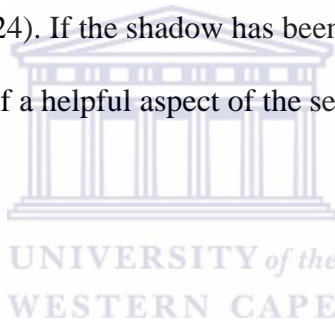 24). If the shadow has been
f a helpful aspect of the se
UNIVERSITY of the
WESTERN CAPE